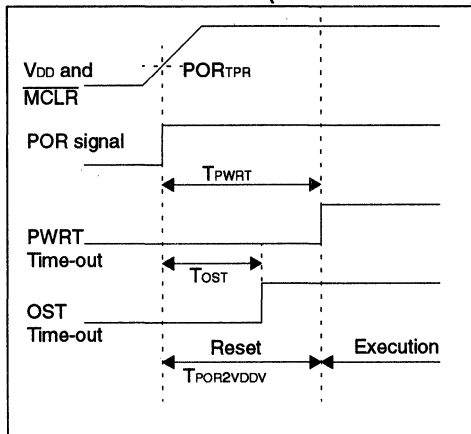 VDD and
MCLR
PORTPR
POR signal
TPWRT
PWRT
Time-out
TOST
OST
Time-out
Reset
Execution
TPOR2VDDV